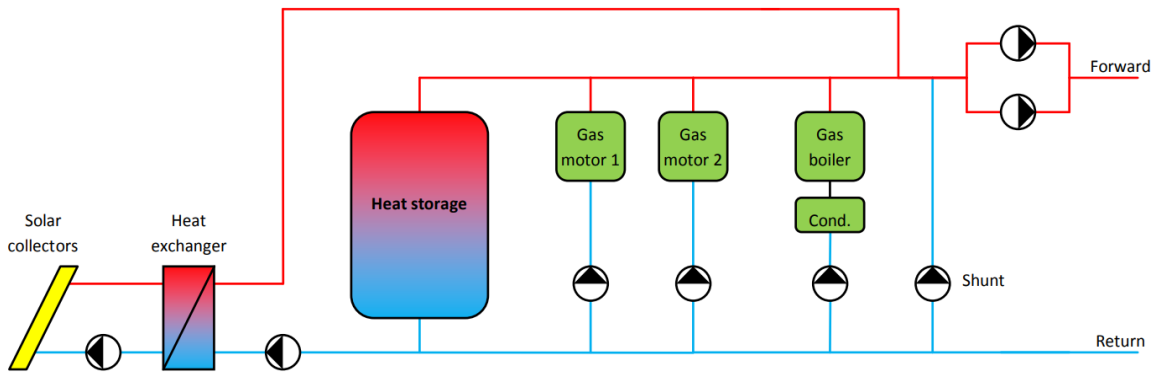 Forward
Gas
motor 1
Gas
motor 2
Gas
boiler
Heat storage
Cond.
Solar
collectors
Heat
exchanger
Shunt
Return